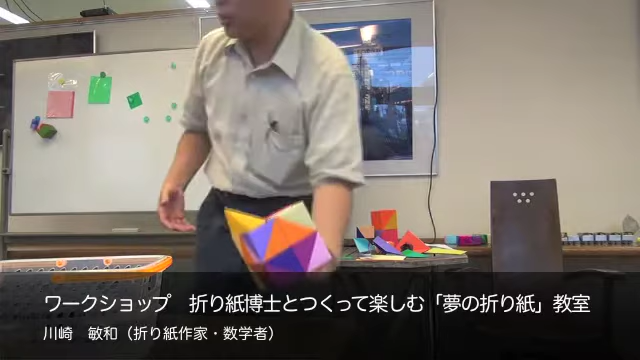 ワークショップ　折り紙博士とつくって楽しむ「夢の折り紙」教室
川崎　敏和（折り紙作家・数学者）